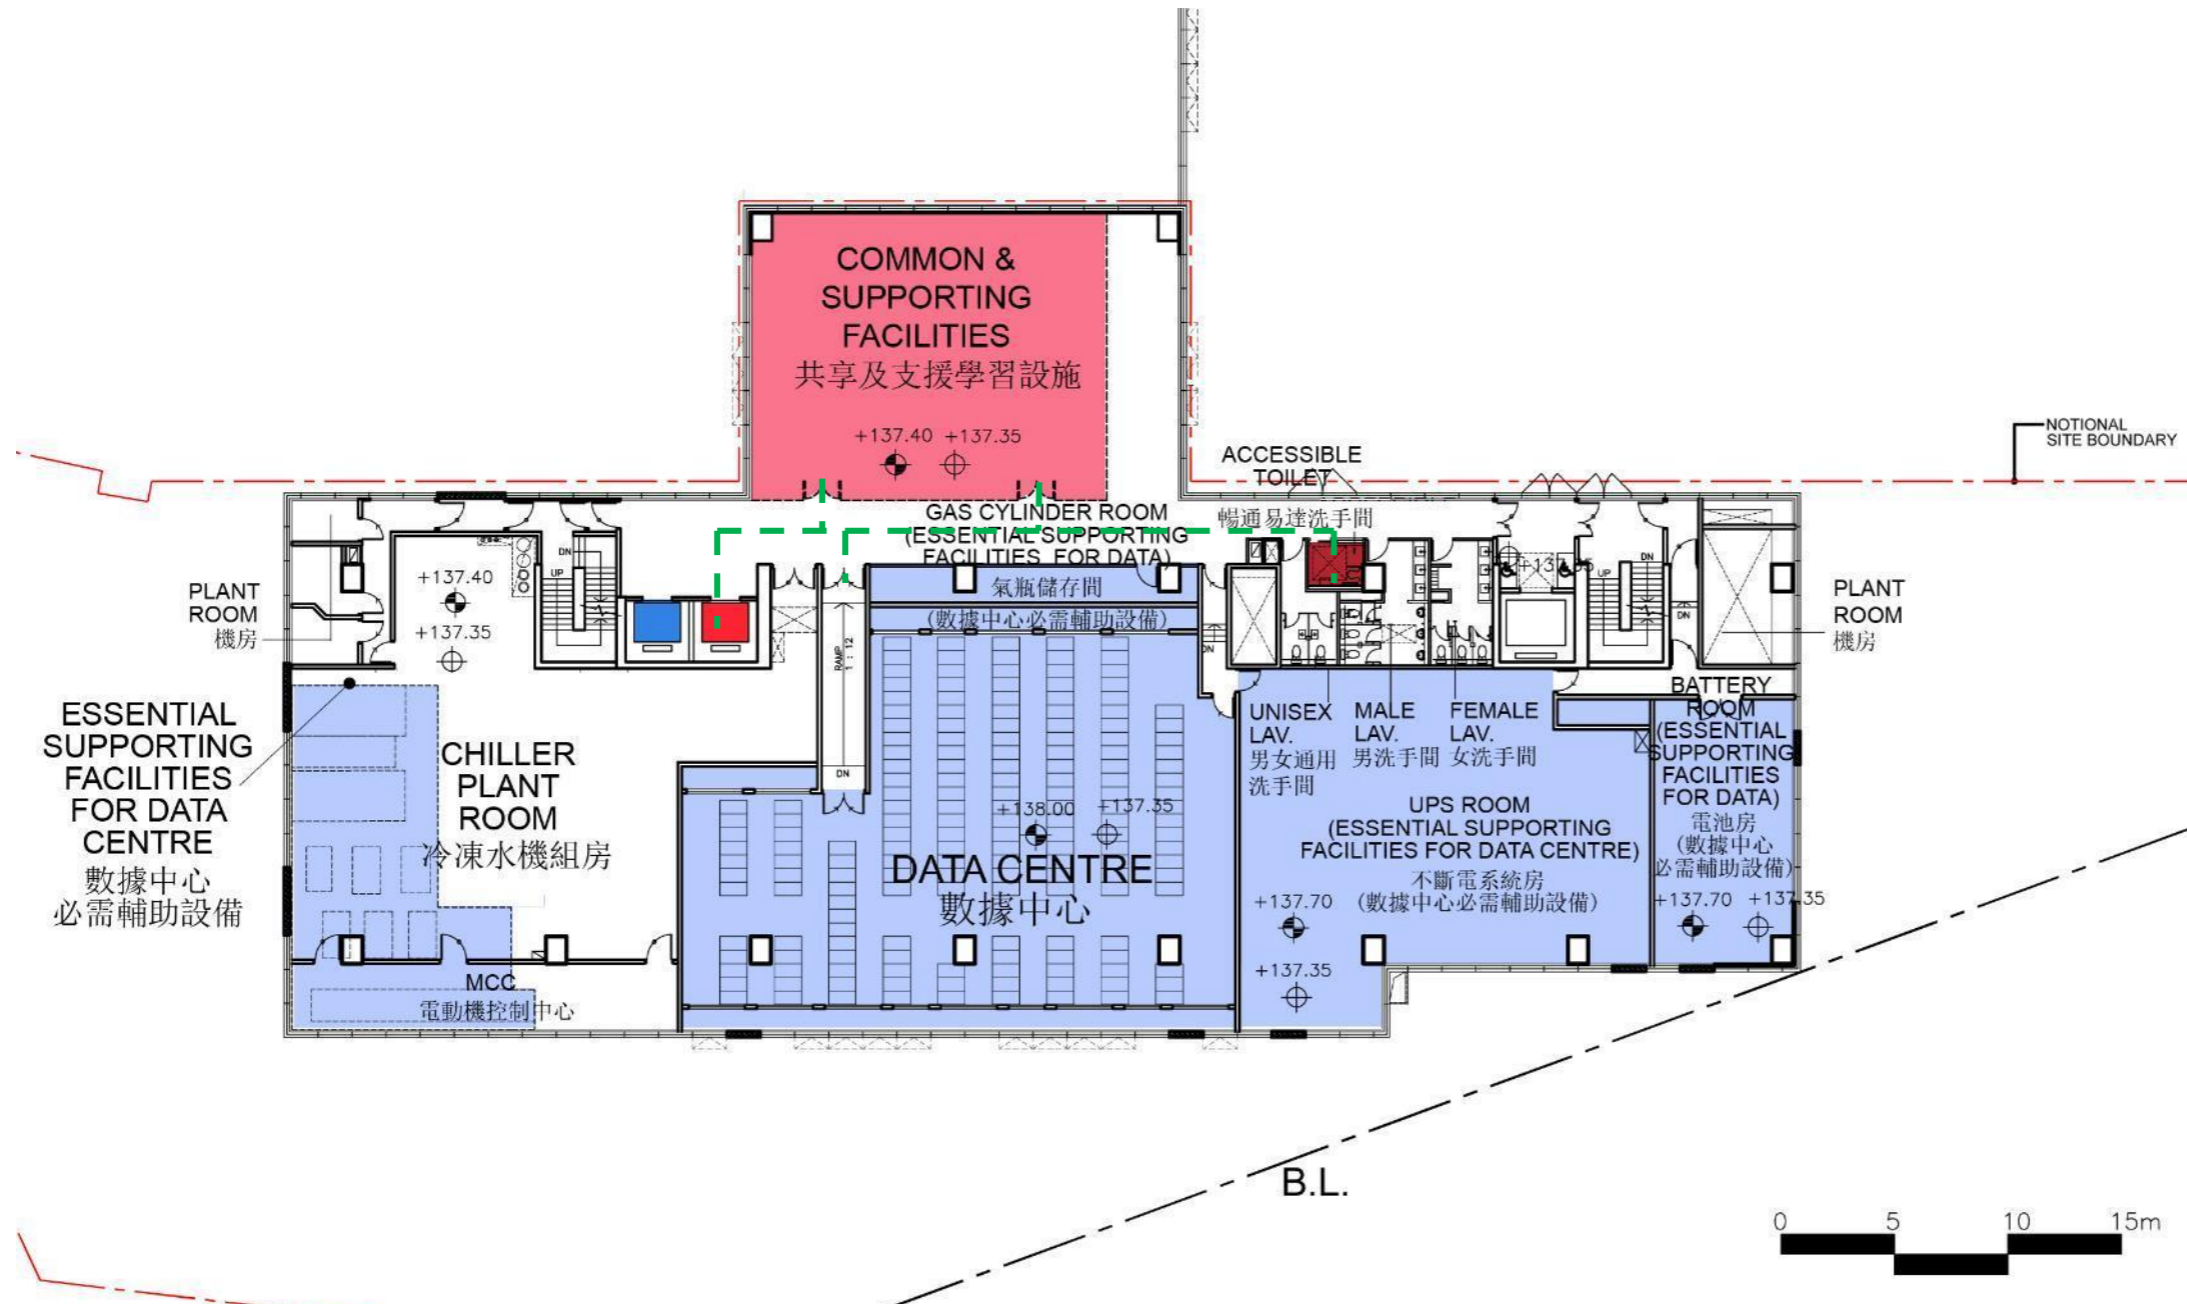 COMMON &
SUPPORTING
FACILITIES
共享及支援學習設施
+137.40 +137.35
NOTIONAL
SITE BOUNDARY
ACCESSIBLE
TOILET
暢通易達洗手間
GAS CYLINDER ROOM
(ESSENTIAL SUPPORTING
FACILITIES FOR DATA)
氣瓶儲存間
(數據中心必需輔助設備)
PLANT
ROOM
機房
+137.40
+137.35
DN
UP
RAMP
1 : 12
DN
DN
UP
DN
DN
PLANT
ROOM
機房
ESSENTIAL
SUPPORTING
FACILITIES
FOR DATA
CENTRE
數據中心
必需輔助設備
CHILLER
PLANT
ROOM
冷凍水機組房
MCC
電動機控制中心
+138.00 +137.35
DATA CENTRE
數據中心
UNISEX
LAV.
男女通用
洗手間
MALE
LAV.
男洗手間
FEMALE
LAV.
女洗手間
UPS ROOM
(ESSENTIAL SUPPORTING
FACILITIES FOR DATA CENTRE)
不斷電系統房
(數據中心必需輔助設備)
+137.70
+137.35
BATTERY
ROOM
(ESSENTIAL
SUPPORTING
FACILITIES
FOR DATA)
電池房
(數據中心
必需輔助設備)
+137.70 +137.35
B.L.
0 5 10 15m